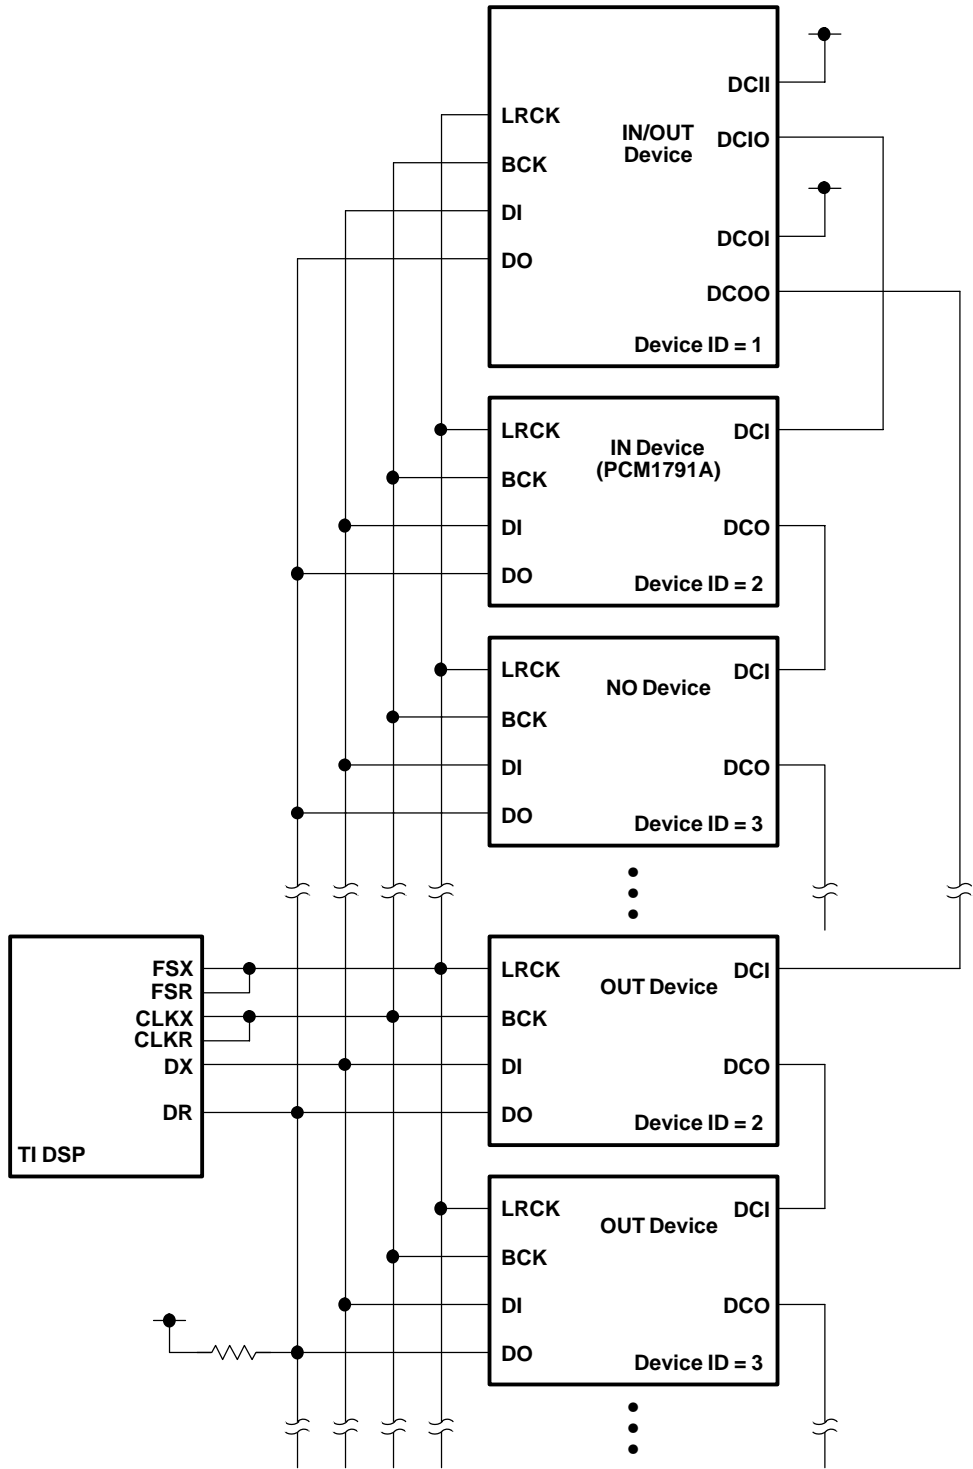 DCII
LRCK
IN/OUT
Device
DCIO
BCK
DI
DCOI
DO
DCOO
Device ID = 1
LRCK
DCI
IN Device
(PCM1791A)
BCK
DI
DCO
DO
Device ID = 2
LRCK
DCI
NO Device
BCK
DI
DCO
DO
Device ID = 3
FSX
FSR
CLKX
CLKR
DX
DR
TI DSP
LRCK
DCI
OUT Device
BCK
DI
DCO
DO
Device ID = 2
LRCK
DCI
OUT Device
BCK
DI
DCO
DO
Device ID = 3